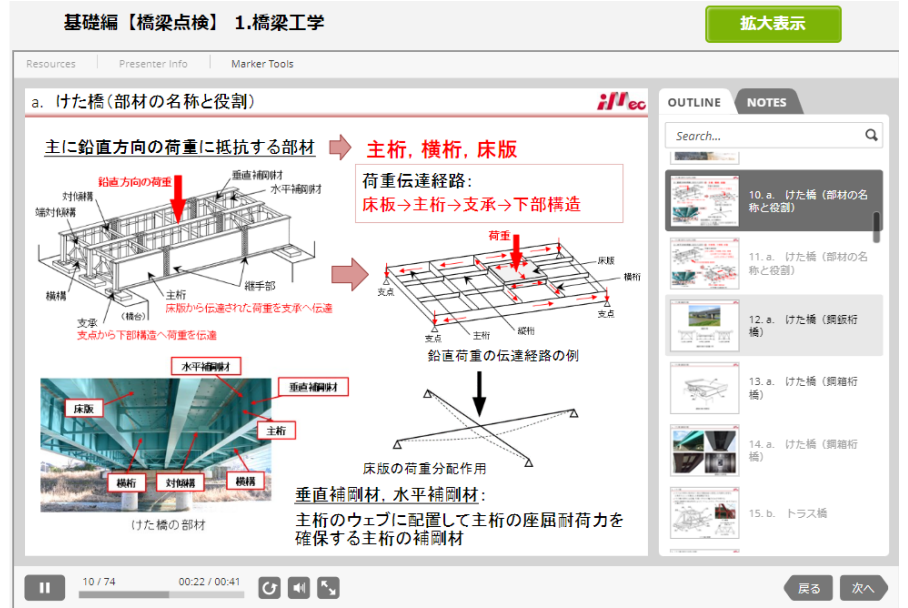 基礎編【橋梁点検】 1.橋梁工学
拡大表示
Resources
Presenter Info
Marker Tools
a. けた橋（部材の名称と役割）
iMec
主に鉛直方向の荷重に抵抗する部材
主桁, 横桁, 床版
荷重伝達経路：
床板→主桁→支承→下部構造
鉛直方向の荷重
垂直補剛材
水平補剛材
対傾構
端対傾構
横構
主桁
継手部
床版から伝達された荷重を支承へ伝達
支承
（橋台）
支点から下部構造へ荷重を伝達
荷重
床版
横桁
支点
支点
支点
主桁
縦桁
鉛直荷重の伝達経路の例
水平補剛材
垂直補剛材
床版
主桁
横桁
対傾構
横構
けた橋の部材
床版の荷重分配作用
垂直補剛材, 水平補剛材：
主桁のウェブに配置して主桁の座屈耐荷力を
確保する主桁の補剛材
OUTLINE
NOTES
Search...
10. a. けた橋（部材の名
称と役割）
11. a. けた橋（部材の名
称と役割）
12. a. けた橋（鋼鈑桁
橋）
13. a. けた橋（鋼箱桁
橋）
14. a. けた橋（鋼箱桁
橋）
15. b. トラス橋
10 / 74
00:22 / 00:41
戻る
次へ